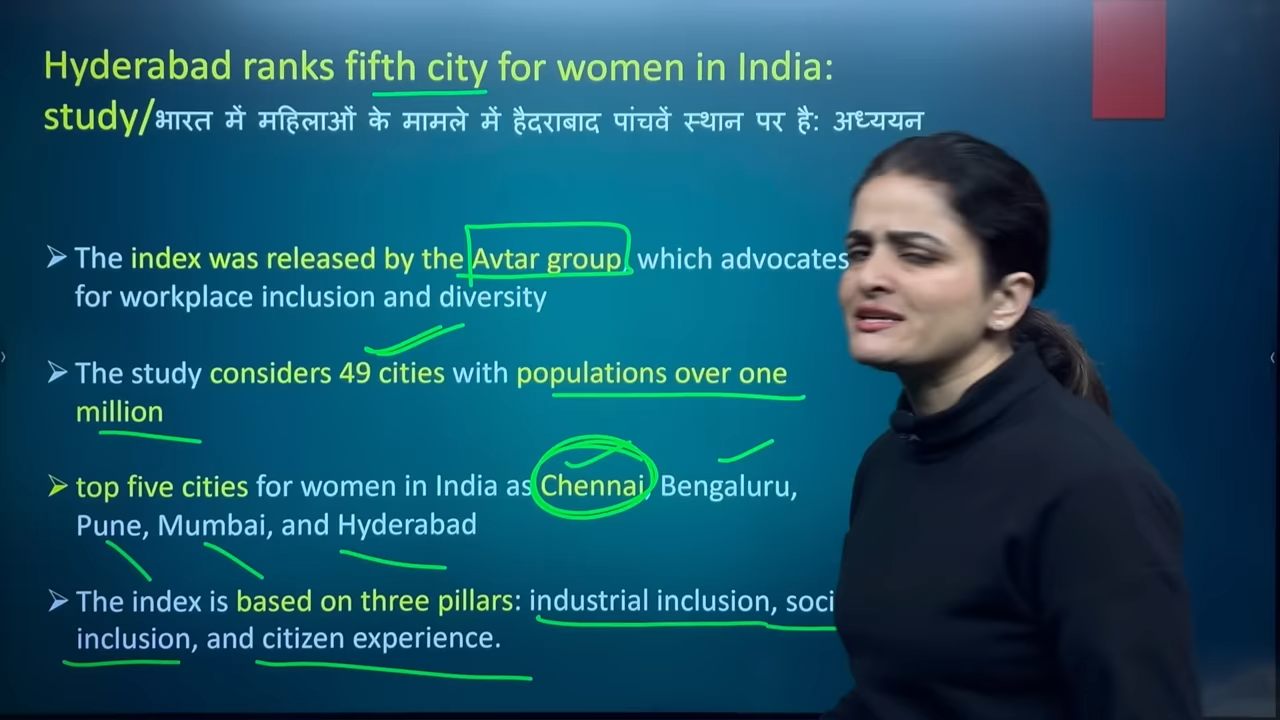 Hyderabad ranks fifth city for women in India:
study/भारत में महिलाओं के मामले में हैदराबाद पांचवें स्थान पर है: अध्ययन
➢ The index was released by the Avtar group, which advocates
for workplace inclusion and diversity
➢ The study considers 49 cities with populations over one
million
➢ top five cities for women in India as Chennai, Bengaluru,
Pune, Mumbai, and Hyderabad
➢ The index is based on three pillars: industrial inclusion, soci
inclusion, and citizen experience.